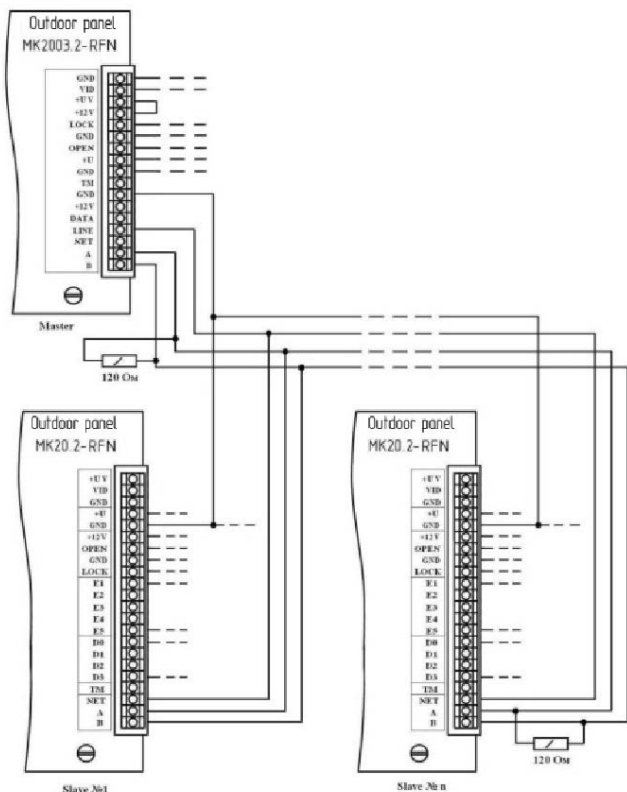 Outdoor panel
MK2003.2-RFN
GND
VID
+UV
+12V
LOCK
GND
OPEN
+U
GND
TM
GND
+12V
DATA
LINE
NET
A
B
Master
120 Ом
Outdoor panel
MK20.2-RFN
+UV
VID
GND
+U
GND
+12V
OPEN
GND
LOCK
E1
E2
E3
E4
E5
D0
D1
D2
D3
TM
NET
A
B
Slave №1
Outdoor panel
MK20.2-RFN
+UV
VID
GND
+U
GND
+12V
OPEN
GND
LOCK
E1
E2
E3
E4
E5
D0
D1
D2
D3
TM
NET
A
B
120 Ом
Slave № n